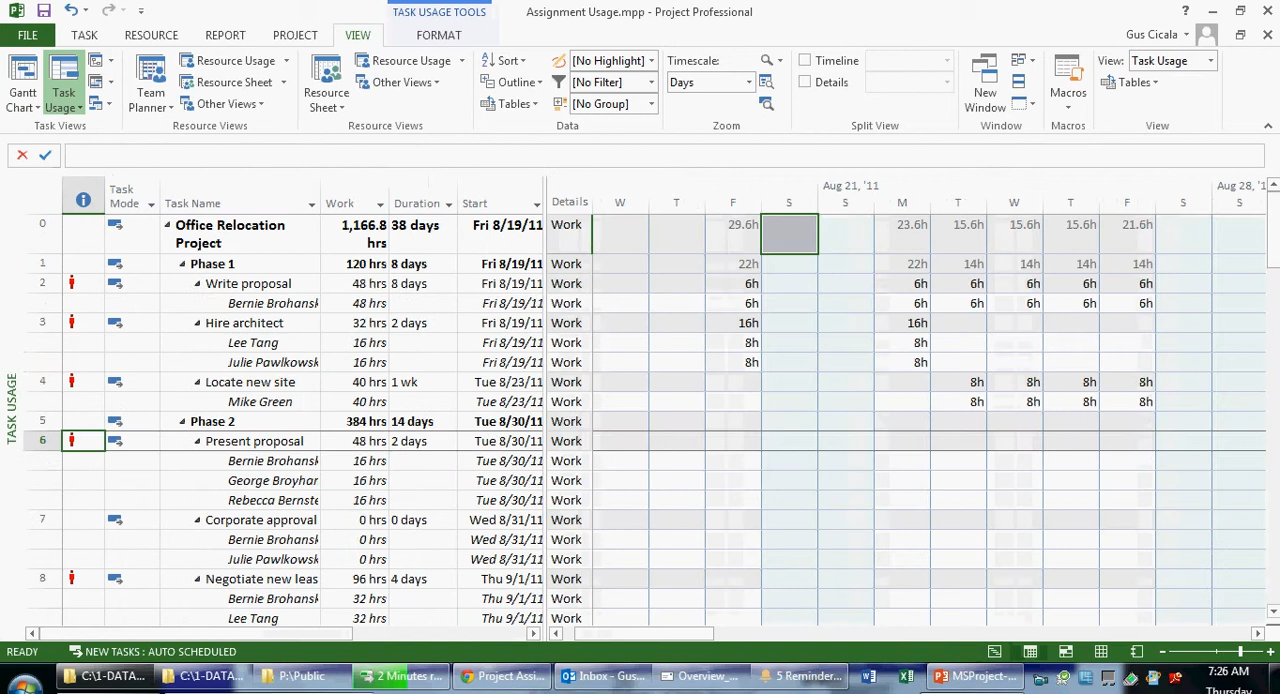 TASK USAGE TOOLS
Assignment Usage.mpp - Project Professional
FILE TASK RESOURCE REPORT PROJECT VIEW FORMAT
Gus Cicala
Gantt Chart
Task Usage
Task Views
Team Planner
Resource Usage
Resource Sheet
Other Views
Resource Views
Resource Sheet
Resource Usage
Other Views
Resource Views
Sort
Outline
Tables
[No Highlight]
[No Filter]
[No Group]
Data
Timescale:
Days
Zoom
Timeline
Details
Split View
New Window
Window
Macros
Macros
View: Task Usage
Tables
View
Task Mode Task Name Work Duration Start Details
Aug 21, '11 Aug 28, '11
W T F S S M T W T F S S
0 Office Relocation Project 1,166.8 hrs 38 days Fri 8/19/11 Work 29.6h 23.6h 15.6h 15.6h 15.6h 21.6h
1 Phase 1 120 hrs 8 days Fri 8/19/11 Work 22h 22h 14h 14h 14h 14h
2 Write proposal 48 hrs 8 days Fri 8/19/11 Work 6h 6h 6h 6h 6h 6h
Bernie Brohansk 48 hrs Fri 8/19/11 Work 6h 6h 6h 6h 6h 6h
3 Hire architect 32 hrs 2 days Fri 8/19/11 Work 16h 16h
Lee Tang 16 hrs Fri 8/19/11 Work 8h 8h
Julie Pawlkowsk 16 hrs Fri 8/19/11 Work 8h 8h
4 Locate new site 40 hrs 1 wk Tue 8/23/11 Work 8h 8h 8h 8h
Mike Green 40 hrs Tue 8/23/11 Work 8h 8h 8h 8h
5 Phase 2 384 hrs 14 days Tue 8/30/11 Work
6 Present proposal 48 hrs 2 days Tue 8/30/11 Work
Bernie Brohansk 16 hrs Tue 8/30/11 Work
George Broyhar 16 hrs Tue 8/30/11 Work
Rebecca Bernste 16 hrs Tue 8/30/11 Work
7 Corporate approval 0 hrs 0 days Wed 8/31/11 Work
Bernie Brohansk 0 hrs Wed 8/31/11 Work
Julie Pawlkowsk 0 hrs Wed 8/31/11 Work
8 Negotiate new leas 96 hrs 4 days Thu 9/1/11 Work
Bernie Brohansk 32 hrs Thu 9/1/11 Work
Lee Tang 32 hrs Thu 9/1/11 Work
TASK USAGE
READY NEW TASKS : AUTO SCHEDULED
C:\1-DATA... C:\1-DATA... P:\Public 2 Minutes r... Project Assi... Inbox - Gus... Overview_... 5 Reminder... MSProject-...
7:26 AM
Thursday